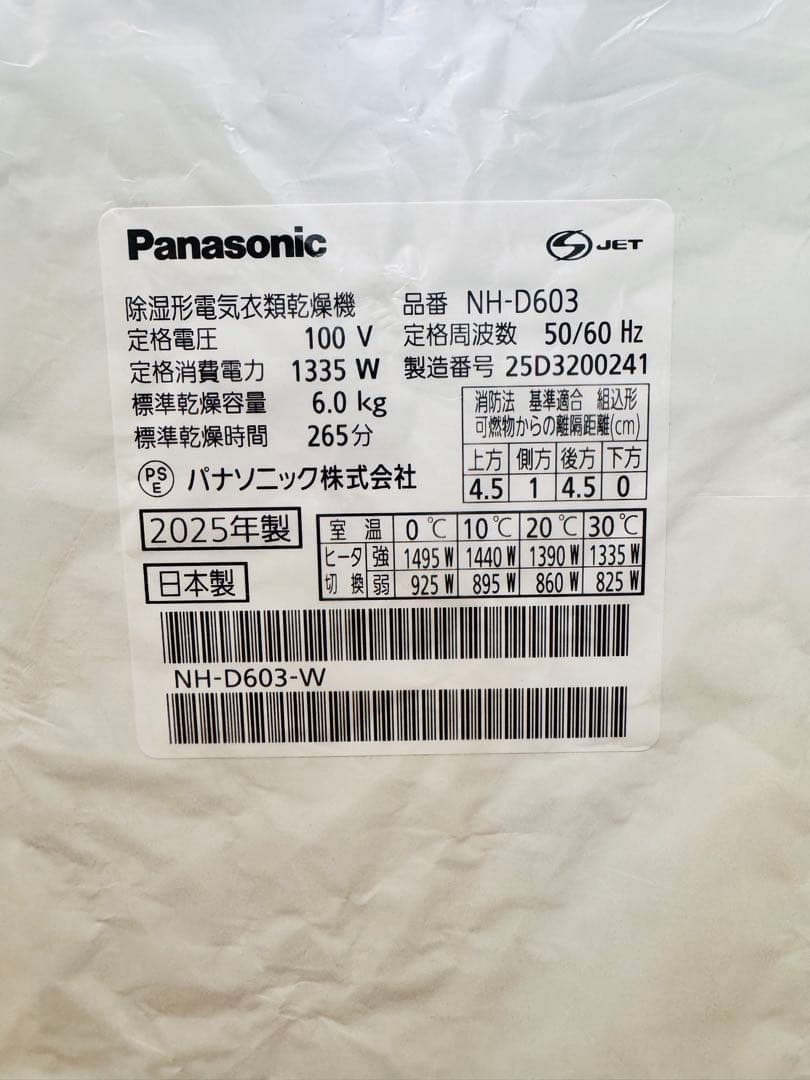 Panasonic
S JET
除湿形電気衣類乾燥機 品番 NH-D603
定格電圧 100 V 定格周波数 50/60 Hz
定格消費電力 1335 W 製造番号 25D3200241
標準乾燥容量 6.0 kg
標準乾燥時間 265分
消防法 基準適合 組込形
可燃物からの離隔距離(cm)
上方 側方 後方 下方
4.5 1 4.5 0
PS E パナソニック株式会社
2025年製
日本製
室温 0℃ 10℃ 20℃ 30℃
ヒータ 強 1495 W 1440 W 1390 W 1335 W
切換 弱 925 W 895 W 860 W 825 W
NH-D603-W